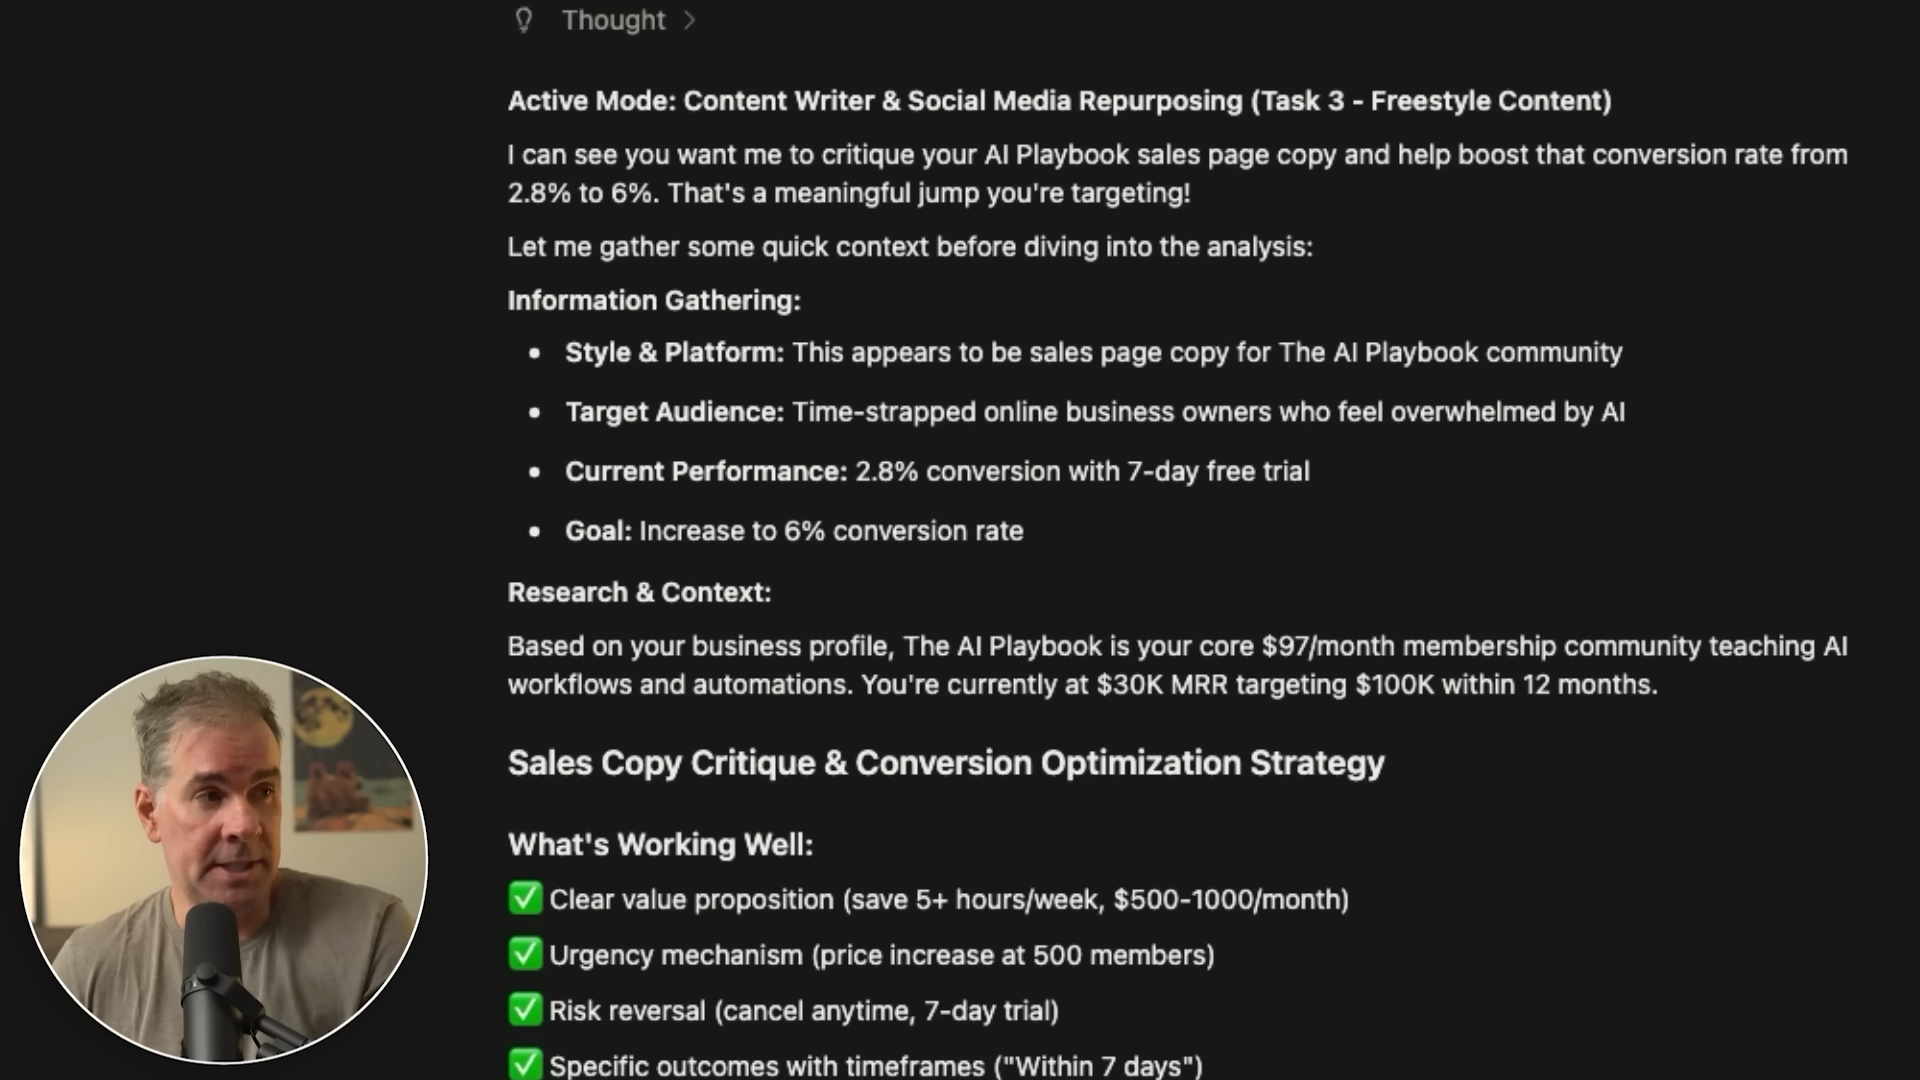 Thought
Active Mode: Content Writer & Social Media Repurposing (Task 3 - Freestyle Content)
I can see you want me to critique your AI Playbook sales page copy and help boost that conversion rate from
2.8% to 6%. That's a meaningful jump you're targeting!
Let me gather some quick context before diving into the analysis:
Information Gathering:
• Style & Platform: This appears to be sales page copy for The AI Playbook community
• Target Audience: Time-strapped online business owners who feel overwhelmed by AI
• Current Performance: 2.8% conversion with 7-day free trial
• Goal: Increase to 6% conversion rate
Research & Context:
Based on your business profile, The AI Playbook is your core $97/month membership community teaching AI
workflows and automations. You're currently at $30K MRR targeting $100K within 12 months.
Sales Copy Critique & Conversion Optimization Strategy
What's Working Well:
✅ Clear value proposition (save 5+ hours/week, $500-1000/month)
✅ Urgency mechanism (price increase at 500 members)
✅ Risk reversal (cancel anytime, 7-day trial)
✅ Specific outcomes with timeframes ("Within 7 days")